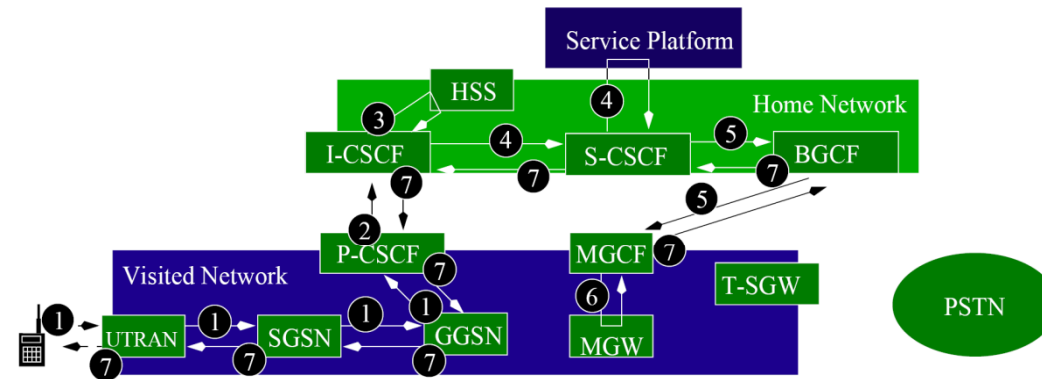 Service Platform
HSS
4
Home Network
3
I-CSCF
4
S-CSCF
5
BGCF
7
7
7
5
2
P-CSCF
MGCF
7
Visited Network
7
T-SGW
1
1
1
1
6
PSTN
UTRAN
SGSN
GGSN
MGW
7
7
7